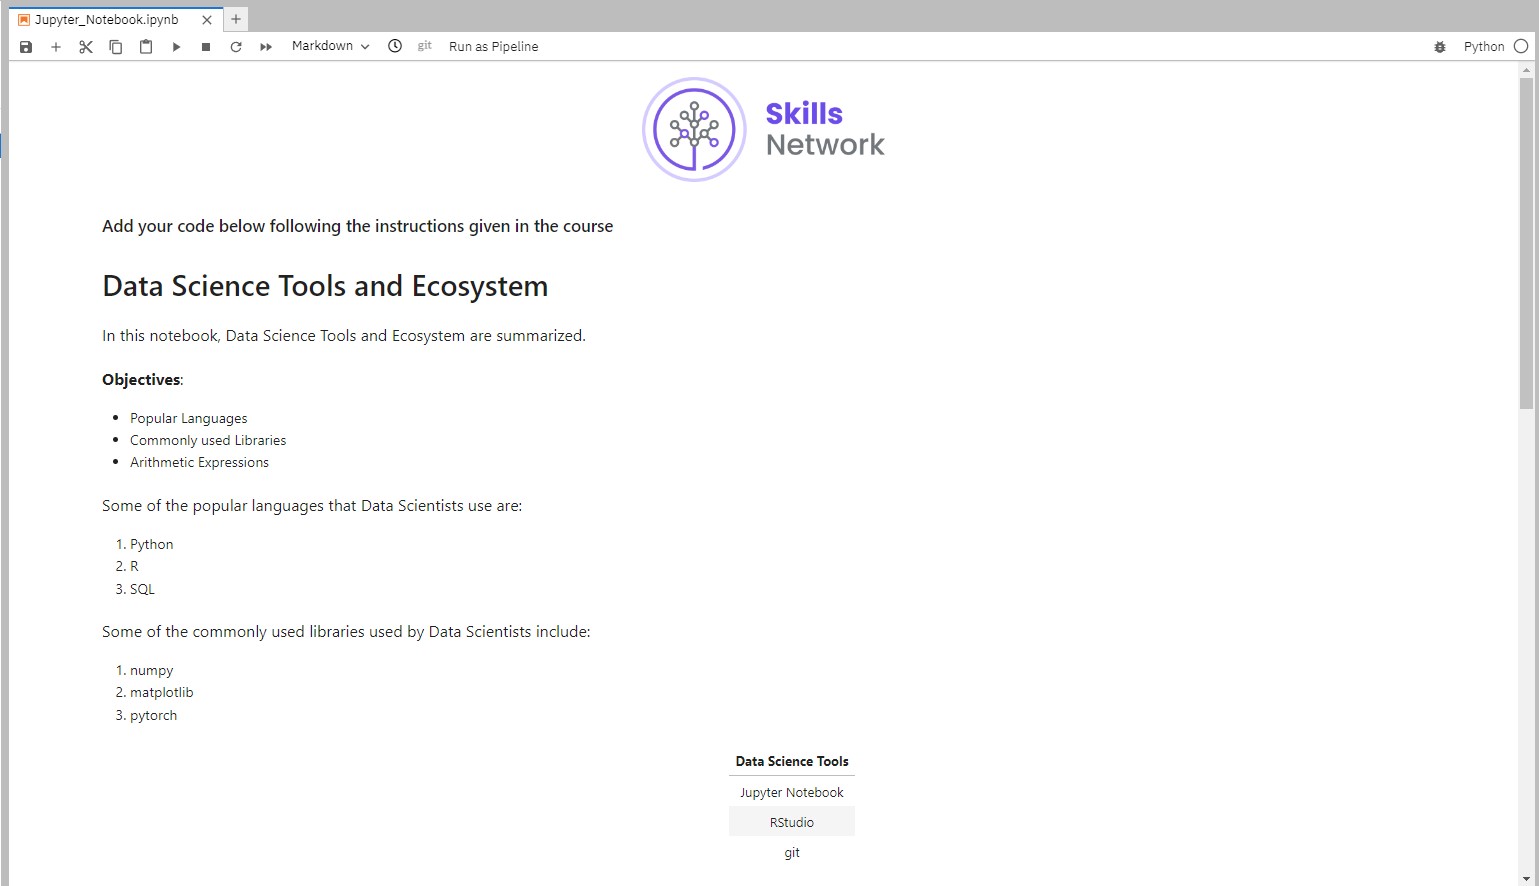 Jupyter_Notebook.ipynb
Markdown git Run as Pipeline Python
Skills
Network
Add your code below following the instructions given in the course
Data Science Tools and Ecosystem
In this notebook, Data Science Tools and Ecosystem are summarized.
Objectives:
• Popular Languages
• Commonly used Libraries
• Arithmetic Expressions
Some of the popular languages that Data Scientists use are:
1. Python
2. R
3. SQL
Some of the commonly used libraries used by Data Scientists include:
1. numpy
2. matplotlib
3. pytorch
Data Science Tools
Jupyter Notebook
RStudio
git